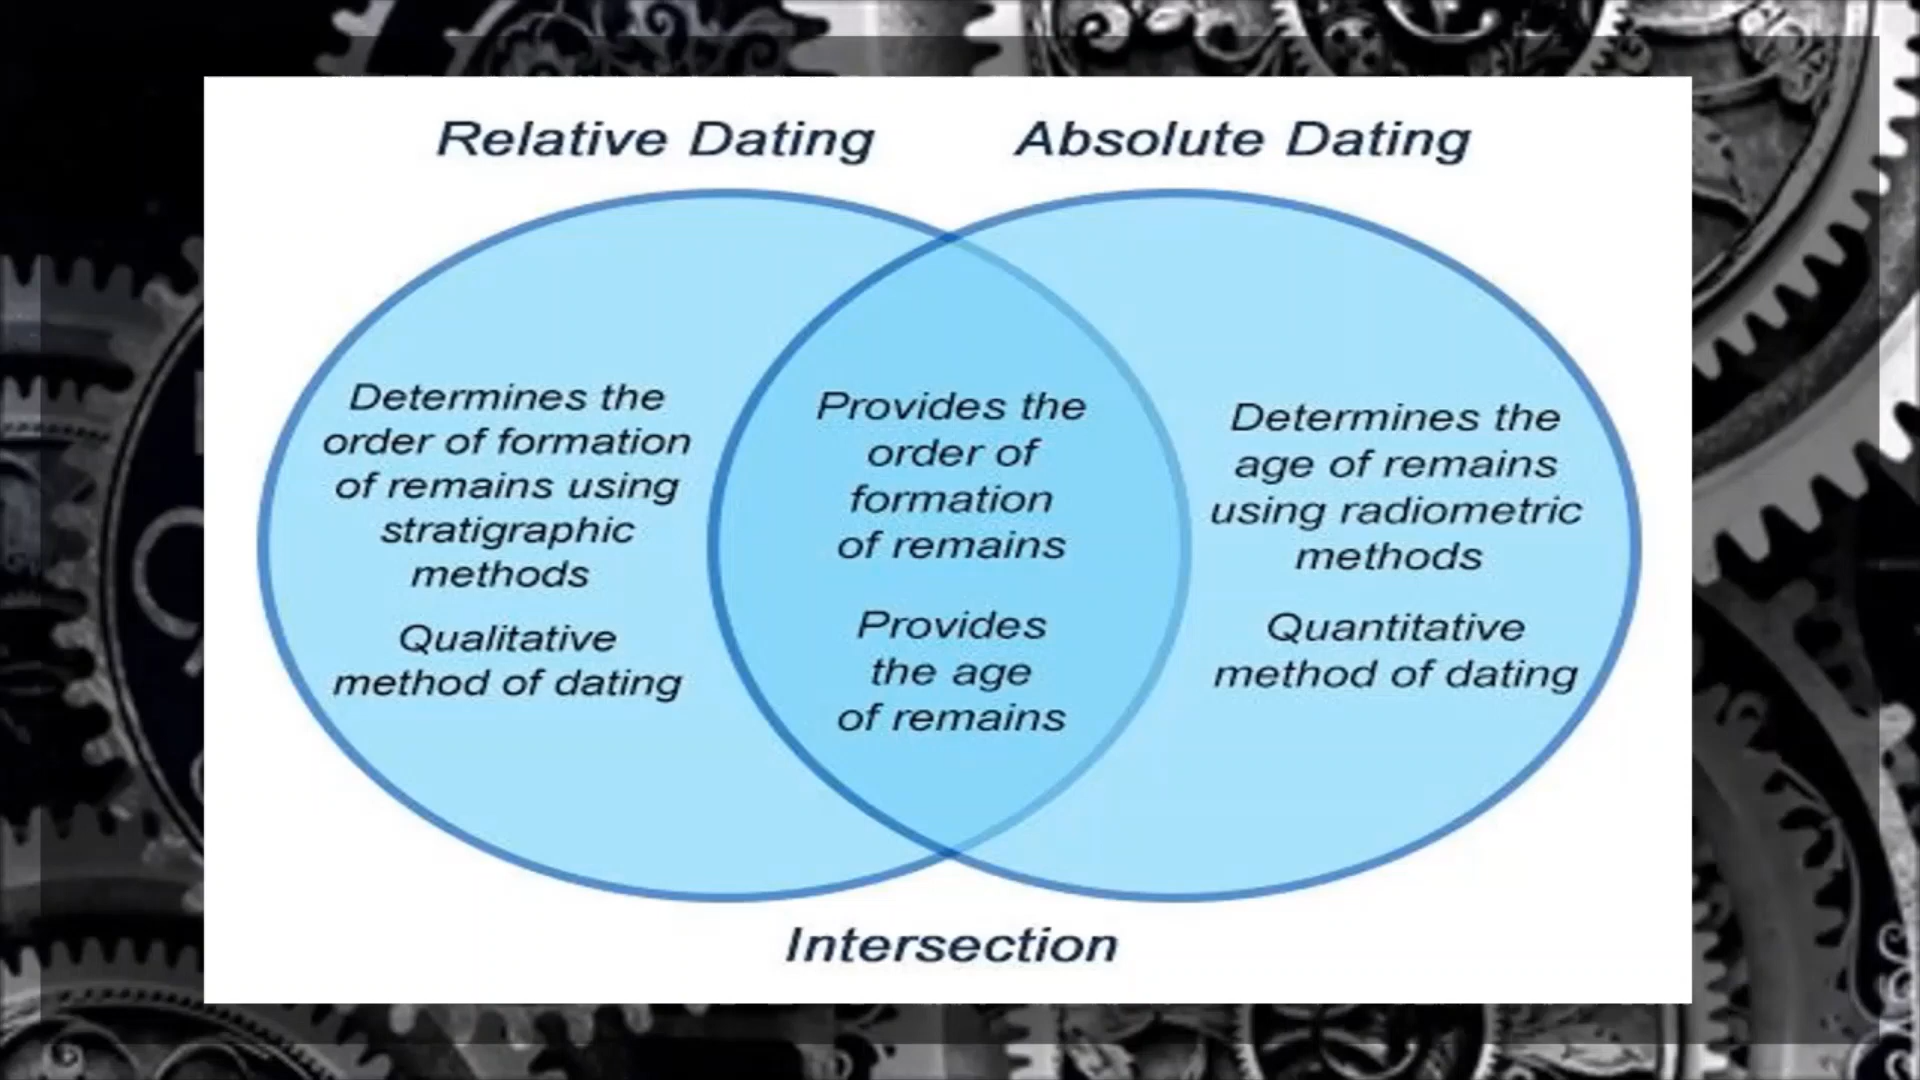 Relative Dating
Absolute Dating
Determines the
order of formation
of remains using
stratigraphic
methods
Qualitative
method of dating
Provides the
order of
formation
of remains
Provides
the age
of remains
Determines the
age of remains
using radiometric
methods
Quantitative
method of dating
Intersection